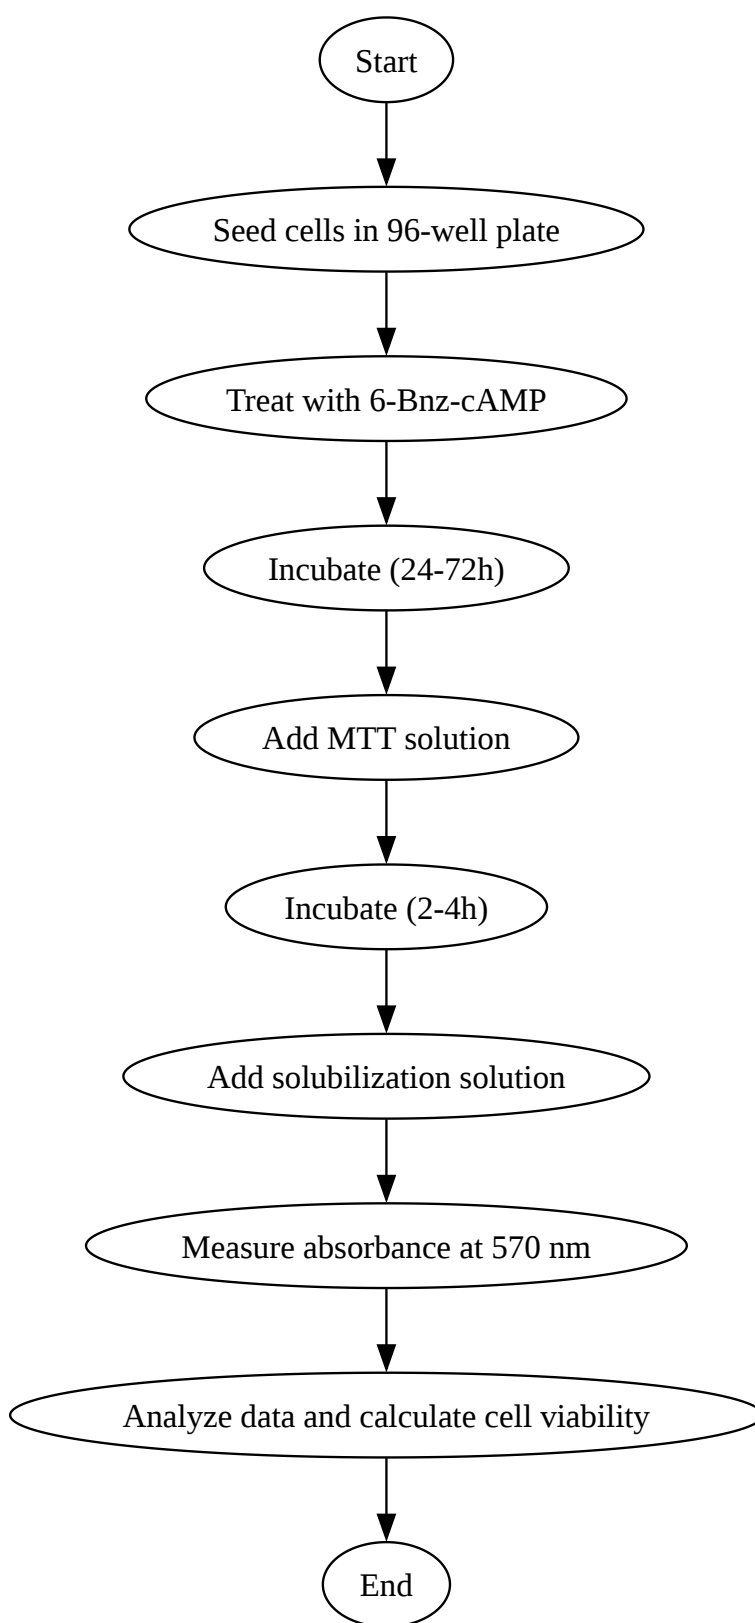 Start
Seed cells in 96-well plate
Treat with 6-Bnz-cAMP
Incubate (24-72h)
Add MTT solution
Incubate (2-4h)
Add solubilization solution
Measure absorbance at 570 nm
Analyze data and calculate cell viability
End